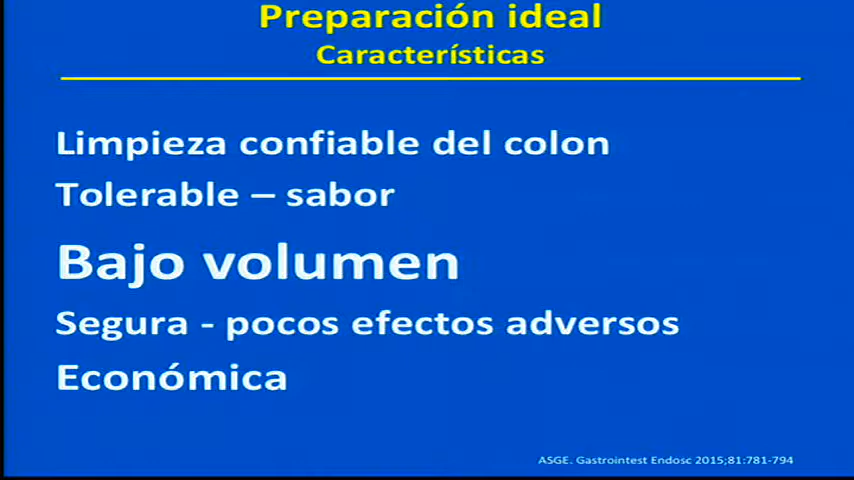 Preparación ideal
Características
Limpieza confiable del colon
Tolerable – sabor
Bajo volumen
Segura - pocos efectos adversos
Económica
ASGE. Gastrointest Endosc 2015;81:781-794